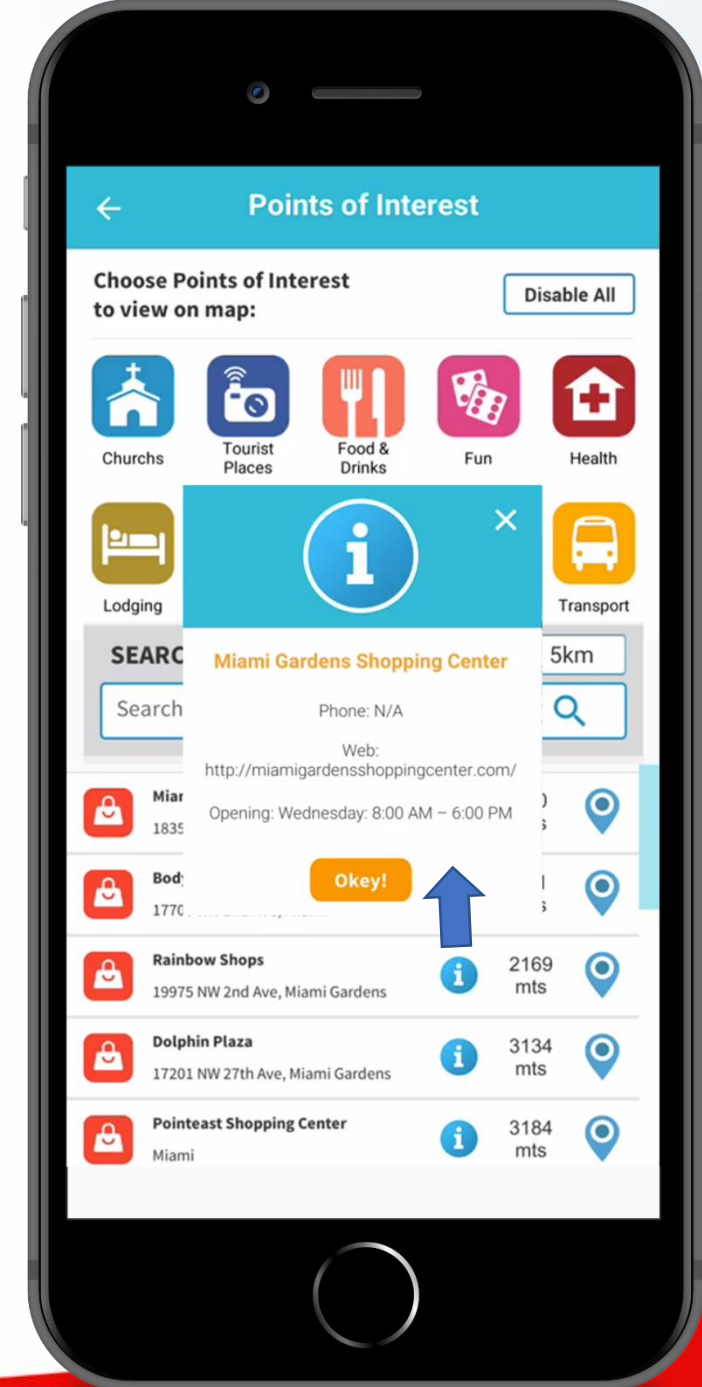 Points of Interest
Choose Points of Interest
to view on map:
Disable All
Churchs
Tourist
Places
Food &
Drinks
Fun
Health
Lodging
Transport
5km
Search
Miami Gardens Shopping Center
Phone: N/A
Web:
http://miamigardensshoppingcenter.com/
Opening: Wednesday: 8:00 AM – 6:00 PM
Okey!
Rainbow Shops
19975 NW 2nd Ave, Miami Gardens
2169
mts
Dolphin Plaza
17201 NW 27th Ave, Miami Gardens
3134
mts
Pointeast Shopping Center
Miami
3184
mts